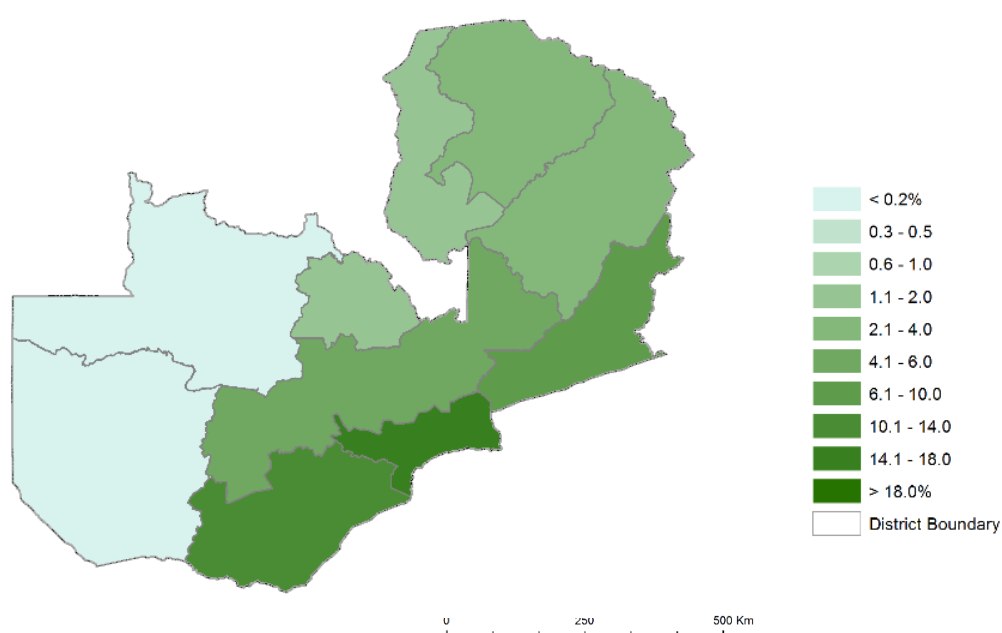 < 0.2%
0.3 - 0.5
0.6 - 1.0
1.1 - 2.0
2.1 - 4.0
4.1 - 6.0
6.1 - 10.0
10.1 - 14.0
14.1 - 18.0
> 18.0%
District Boundary
0 250 500 Km